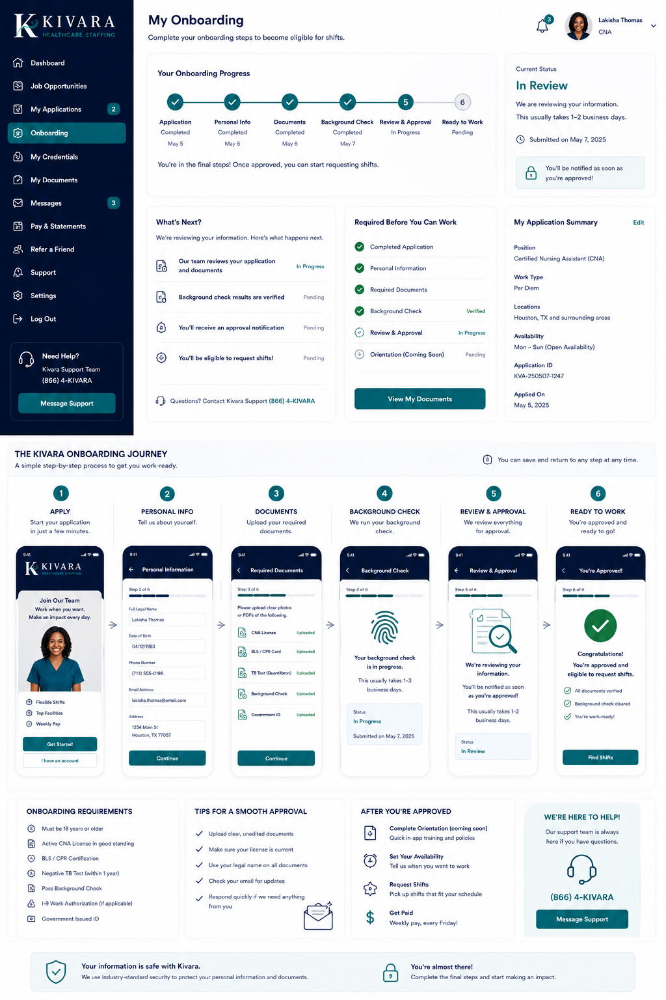 KIVARA
HEALTHCARE STAFFING
Dashboard
Job Opportunities
My Applications 2
Onboarding
My Credentials
My Documents
Messages 3
Pay & Statements
Refer a Friend
Support
Settings
Log Out
Need Help?
Kivara Support Team
(866) 4-KIVARA
Message Support
My Onboarding
Complete your onboarding steps to become eligible for shifts.
3
Lakisha Thomas
CNA
Your Onboarding Progress
5
6
Application
Completed
May 5
Personal Info
Completed
May 5
Documents
Completed
May 6
Background Check
Completed
May 7
Review & Approval
In Progress
Ready to Work
Pending
You're in the final steps! Once approved, you can start requesting shifts.
Current Status
In Review
We are reviewing your information.
This usually takes 1–2 business days.
Submitted on May 7, 2025
You'll be notified as soon as
you're approved!
What's Next?
We're reviewing your information. Here's what happens next.
Our team reviews your application
and documents
In Progress
Background check results are verified Pending
You'll receive an approval notification Pending
You'll be eligible to request shifts! Pending
Questions? Contact Kivara Support (866) 4-KIVARA
Required Before You Can Work
Completed Application
Personal Information
Required Documents
Background Check Verified
Review & Approval In Progress
Orientation (Coming Soon) Pending
View My Documents
My Application Summary Edit
Position
Certified Nursing Assistant (CNA)
Work Type
Per Diem
Locations
Houston, TX and surrounding areas
Availability
Mon – Sun (Open Availability)
Application ID
KVA-250507-1247
Applied On
May 5, 2025
THE KIVARA ONBOARDING JOURNEY
A simple step-by-step process to get you work-ready.
You can save and return to any step at any time.
1
APPLY
Start your application
in just a few minutes.
9:41
KIVARA
HEALTHCARE STAFFING
Join Our Team
Work when you want.
Make an impact every day.
Flexible Shifts
Top Facilities
Weekly Pay
Get Started
I have an account
2
PERSONAL INFO
Tell us about yourself.
9:41
Personal Information
Step 2 of 6
Full Legal Name
Lakisha Thomas
Date of Birth
04/12/1983
Phone Number
(713) 555-0198
Email Address
lakisha.thomas@email.com
Address
1234 Main St
Houston, TX 77057
Continue
3
DOCUMENTS
Upload your required
documents.
9:41
Required Documents
Step 3 of 6
Please upload clear photos
or PDFs of the following.
CNA License Uploaded
BLS / CPR Card Uploaded
TB Test (Quantiferon) Uploaded
Background Check Uploaded
Government ID Uploaded
Continue
4
BACKGROUND CHECK
We run your background
check.
9:41
Background Check
Step 4 of 6
Your background check
is in progress.
This usually takes 1–3
business days.
Status
In Progress
Submitted on May 7, 2025
5
REVIEW & APPROVAL
We review everything
for approval.
9:41
Review & Approval
Step 5 of 6
We're reviewing your
information.
You'll be notified as soon
as you're approved!
This usually takes 1–2
business days.
Status
In Review
6
READY TO WORK
You're approved and
ready to go!
9:41
You're Approved!
Step 6 of 6
Congratulations!
You're approved and
eligible to request shifts.
All documents verified
Background check cleared
You're work-ready!
Find Shifts
ONBOARDING REQUIREMENTS
Must be 18 years or older
Active CNA License in good standing
BLS / CPR Certification
Negative TB Test (within 1 year)
Pass Background Check
I-9 Work Authorization (if applicable)
Government Issued ID
TIPS FOR A SMOOTH APPROVAL
Upload clear, unedited documents
Make sure your license is current
Use your legal name on all documents
Check your email for updates
Respond quickly if we need anything
from you
AFTER YOU'RE APPROVED
Complete Orientation (coming soon)
Quick in-app training and policies
Set Your Availability
Tell us when you want to work
Request Shifts
Pick up shifts that fit your schedule
$
Get Paid
Weekly pay, every Friday!
WE'RE HERE TO HELP!
Our support team is always
here if you have questions.
(866) 4-KIVARA
Message Support
Your information is safe with Kivara.
We use industry-standard security to protect your personal information and documents.
You're almost there!
Complete the final steps and start making an impact.